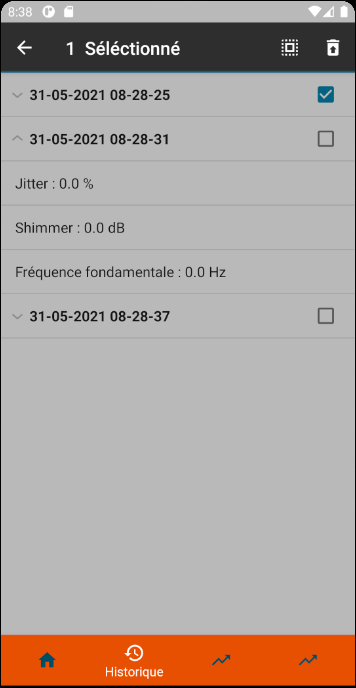 8:38
1 Séléctionné
31-05-2021 08-28-25
31-05-2021 08-28-31
Jitter : 0.0 %
Shimmer : 0.0 dB
Fréquence fondamentale : 0.0 Hz
31-05-2021 08-28-37
Historique